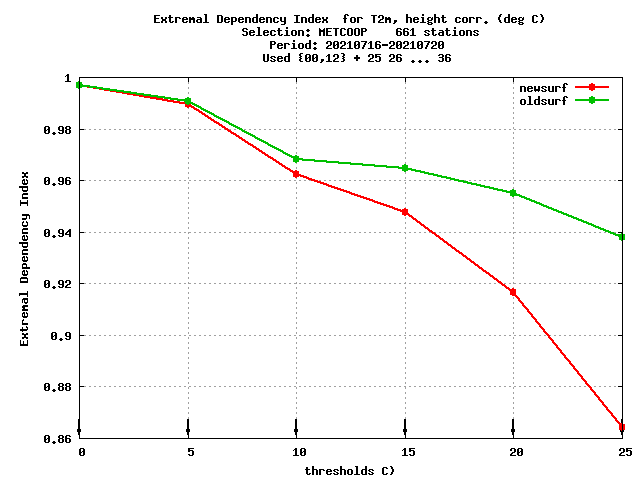 Extremal Dependency Index  for T2m, height corr. (deg C)
Selection: METCOOP    661 stations
Period: 20210716-20210720
Used {00,12} + 25 26 ... 36
newsurf
oldsurf
Extremal Dependency Index
1
0.98
0.96
0.94
0.92
0.9
0.88
0.86
0 5 10 15 20 25
thresholds C)